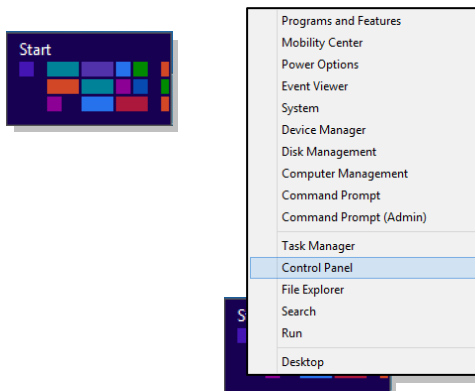 Start
Programs and Features
Mobility Center
Power Options
Event Viewer
System
Device Manager
Disk Management
Computer Management
Command Prompt
Command Prompt (Admin)
Task Manager
Control Panel
File Explorer
Search
Run
Desktop